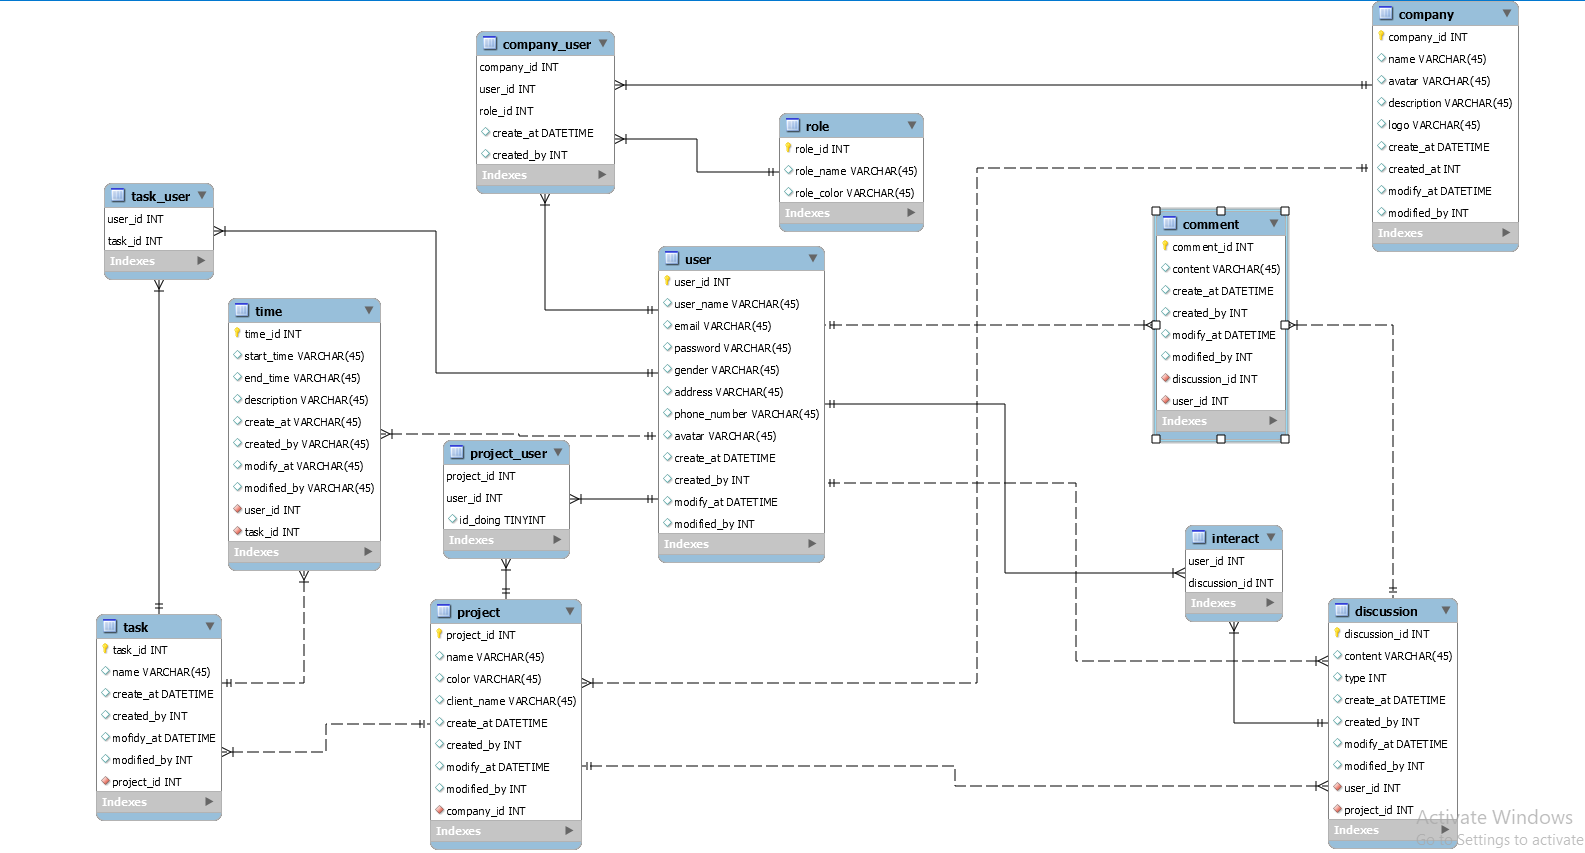 company
company_id INT
name VARCHAR(45)
avatar VARCHAR(45)
description VARCHAR(45)
logo VARCHAR(45)
create_at DATETIME
created_at INT
modify_at DATETIME
modified_by INT
Indexes
company_user
company_id INT
user_id INT
role_id INT
create_at DATETIME
created_by INT
Indexes
role
role_id INT
role_name VARCHAR(45)
role_color VARCHAR(45)
Indexes
task_user
user_id INT
task_id INT
Indexes
comment
comment_id INT
content VARCHAR(45)
create_at DATETIME
created_by INT
modify_at DATETIME
modified_by INT
discussion_id INT
user_id INT
Indexes
user
user_id INT
user_name VARCHAR(45)
email VARCHAR(45)
password VARCHAR(45)
gender VARCHAR(45)
address VARCHAR(45)
phone_number VARCHAR(45)
avatar VARCHAR(45)
create_at DATETIME
created_by INT
modify_at DATETIME
modified_by INT
Indexes
time
time_id INT
start_time VARCHAR(45)
end_time VARCHAR(45)
description VARCHAR(45)
create_at VARCHAR(45)
created_by VARCHAR(45)
modify_at VARCHAR(45)
modified_by VARCHAR(45)
user_id INT
task_id INT
Indexes
project_user
project_id INT
user_id INT
id_doing TINYINT
Indexes
interact
user_id INT
discussion_id INT
Indexes
task
task_id INT
name VARCHAR(45)
create_at DATETIME
created_by INT
mofidy_at DATETIME
modified_by INT
project_id INT
Indexes
project
project_id INT
name VARCHAR(45)
color VARCHAR(45)
client_name VARCHAR(45)
create_at DATETIME
created_by INT
modify_at DATETIME
modified_by INT
company_id INT
Indexes
discussion
discussion_id INT
content VARCHAR(45)
type INT
create_at DATETIME
created_by INT
modify_at DATETIME
modified_by INT
user_id INT
project_id INT
Indexes
Activate Windows
Go to Settings to activate